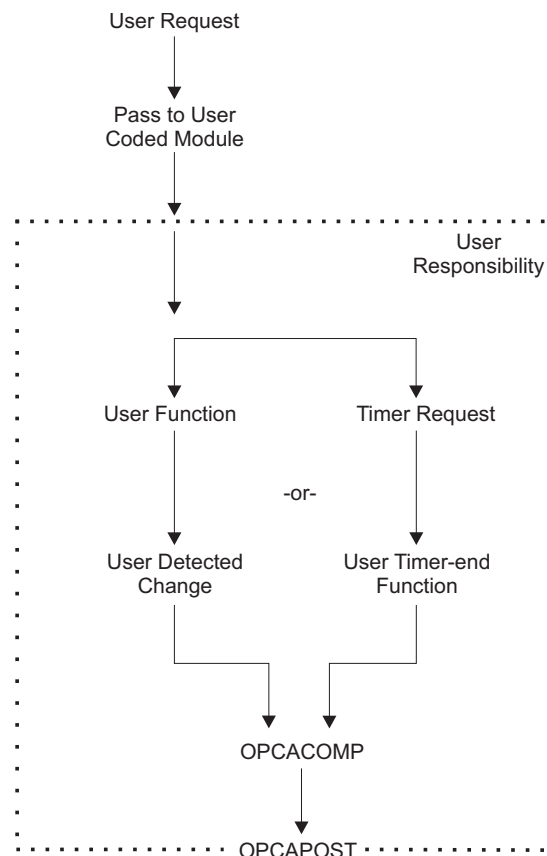 User Request
Pass to User
Coded Module
User
Responsibility
User Function
Timer Request
-or-
User Detected
Change
User Timer-end
Function
OPCACOMP
OPCAPOST